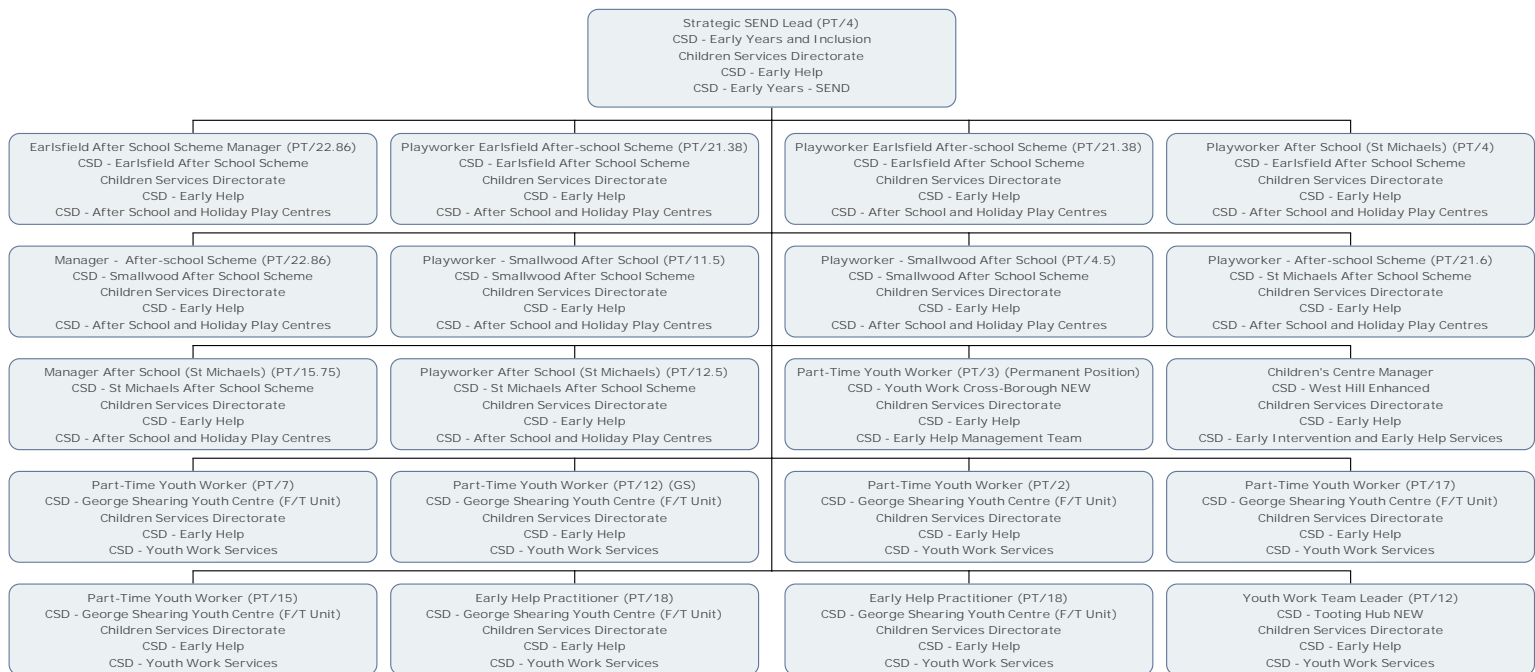 Strategic SEND Lead (PT/4)
CSD - Early Years and Inclusion
Children Services Directorate
CSD - Early Help
CSD - Early Years - SEND
Earlsfield After School Scheme Manager (PT/22.86)
CSD - Earlsfield After School Scheme
Children Services Directorate
CSD - Early Help
CSD - After School and Holiday Play Centres
Playworker Earlsfield After-school Scheme (PT/21.38)
CSD - Earlsfield After School Scheme
Children Services Directorate
CSD - Early Help
CSD - After School and Holiday Play Centres
Playworker Earlsfield After-school Scheme (PT/21.38)
CSD - Earlsfield After School Scheme
Children Services Directorate
CSD - Early Help
CSD - After School and Holiday Play Centres
Playworker After School (St Michaels) (PT/4)
CSD - Earlsfield After School Scheme
Children Services Directorate
CSD - Early Help
CSD - After School and Holiday Play Centres
Manager - After-school Scheme (PT/22.86)
CSD - Smallwood After School Scheme
Children Services Directorate
CSD - Early Help
CSD - After School and Holiday Play Centres
Playworker - Smallwood After School (PT/11.5)
CSD - Smallwood After School Scheme
Children Services Directorate
CSD - Early Help
CSD - After School and Holiday Play Centres
Playworker - Smallwood After School (PT/4.5)
CSD - Smallwood After School Scheme
Children Services Directorate
CSD - Early Help
CSD - After School and Holiday Play Centres
Playworker - After-school Scheme (PT/21.6)
CSD - St Michaels After School Scheme
Children Services Directorate
CSD - Early Help
CSD - After School and Holiday Play Centres
Manager After School (St Michaels) (PT/15.75)
CSD - St Michaels After School Scheme
Children Services Directorate
CSD - Early Help
CSD - After School and Holiday Play Centres
Playworker After School (St Michaels) (PT/12.5)
CSD - St Michaels After School Scheme
Children Services Directorate
CSD - Early Help
CSD - After School and Holiday Play Centres
Part-Time Youth Worker (PT/3) (Permanent Position)
CSD - Youth Work Cross-Borough NEW
Children Services Directorate
CSD - Early Help
CSD - Early Help Management Team
Children's Centre Manager
CSD - West Hill Enhanced
Children Services Directorate
CSD - Early Help
CSD - Early Intervention and Early Help Services
Part-Time Youth Worker (PT/7)
CSD - George Shearing Youth Centre (F/T Unit)
Children Services Directorate
CSD - Early Help
CSD - Youth Work Services
Part-Time Youth Worker (PT/12) (GS)
CSD - George Shearing Youth Centre (F/T Unit)
Children Services Directorate
CSD - Early Help
CSD - Youth Work Services
Part-Time Youth Worker (PT/2)
CSD - George Shearing Youth Centre (F/T Unit)
Children Services Directorate
CSD - Early Help
CSD - Youth Work Services
Part-Time Youth Worker (PT/17)
CSD - George Shearing Youth Centre (F/T Unit)
Children Services Directorate
CSD - Early Help
CSD - Youth Work Services
Part-Time Youth Worker (PT/15)
CSD - George Shearing Youth Centre (F/T Unit)
Children Services Directorate
CSD - Early Help
CSD - Youth Work Services
Early Help Practitioner (PT/18)
CSD - George Shearing Youth Centre (F/T Unit)
Children Services Directorate
CSD - Early Help
CSD - Youth Work Services
Early Help Practitioner (PT/18)
CSD - George Shearing Youth Centre (F/T Unit)
Children Services Directorate
CSD - Early Help
CSD - Youth Work Services
Youth Work Team Leader (PT/12)
CSD - Tooting Hub NEW
Children Services Directorate
CSD - Early Help
CSD - Youth Work Services